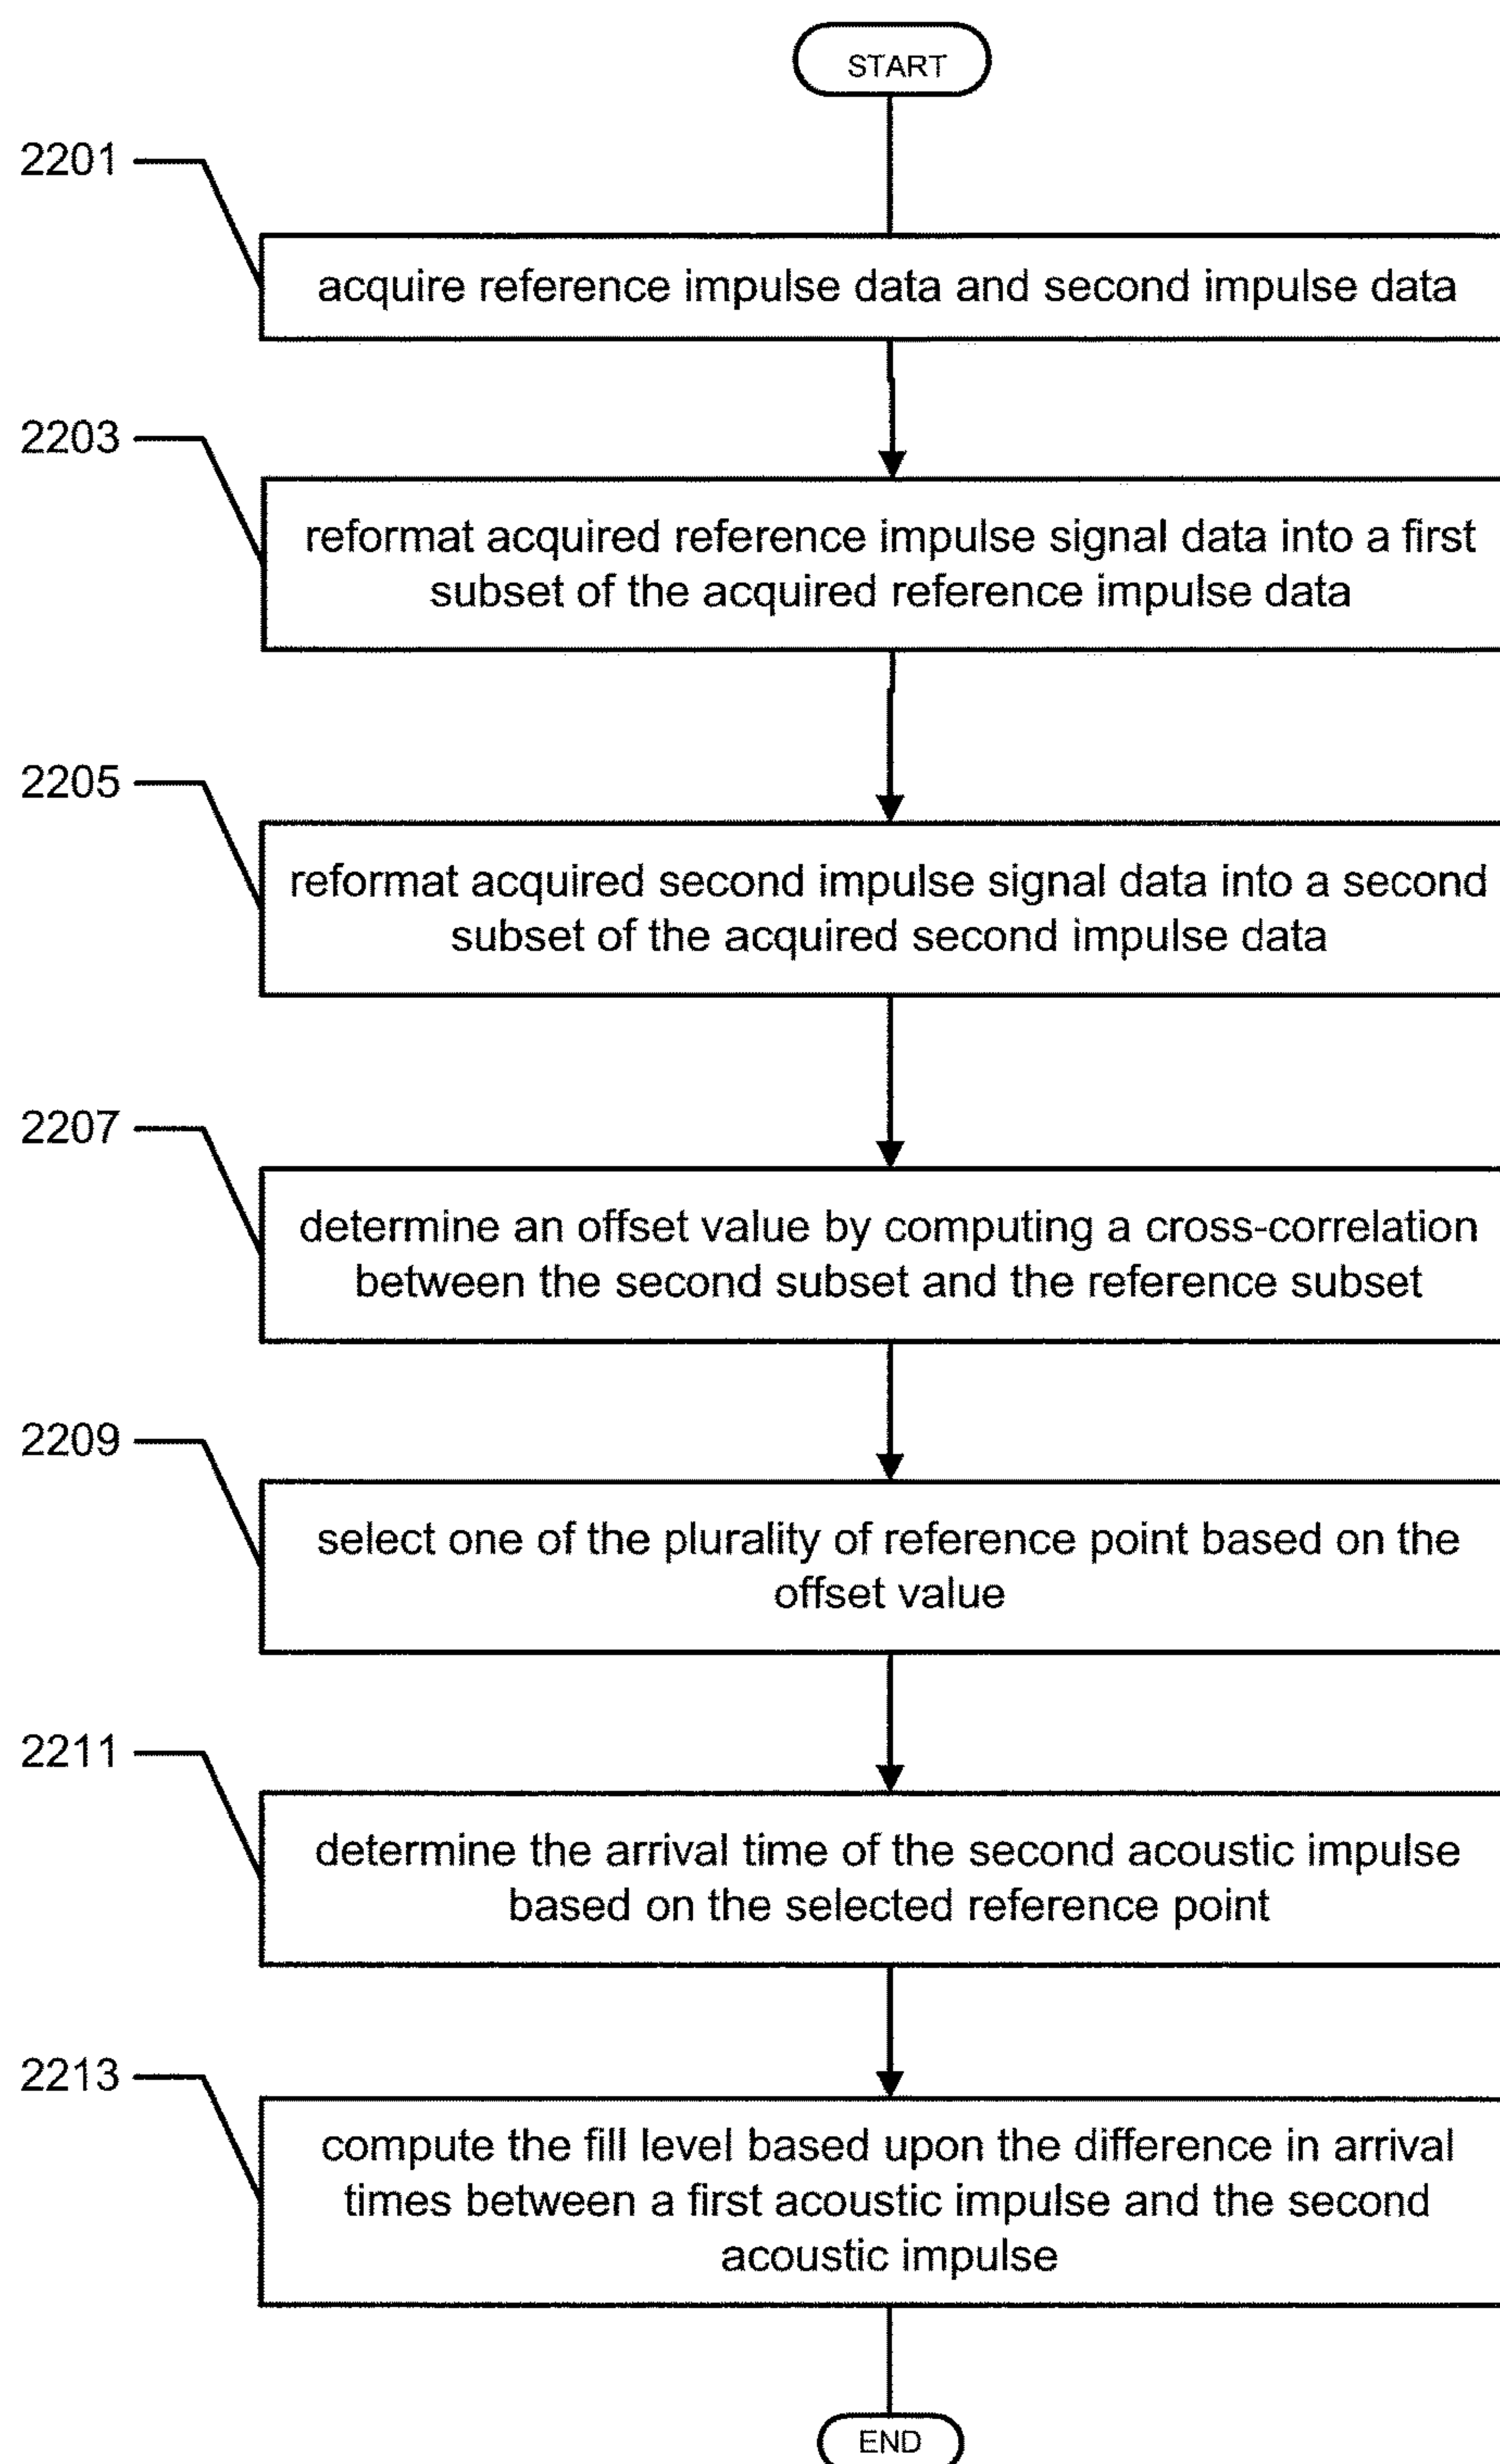 START
2201
acquire reference impulse data and second impulse data
2203
reformat acquired reference impulse signal data into a first
subset of the acquired reference impulse data
2205
reformat acquired second impulse signal data into a second
subset of the acquired second impulse data
2207
determine an offset value by computing a cross-correlation
between the second subset and the reference subset
2209
select one of the plurality of reference point based on the
offset value
2211
determine the arrival time of the second acoustic impulse
based on the selected reference point
2213
compute the fill level based upon the difference in arrival
times between a first acoustic impulse and the second
acoustic impulse
END